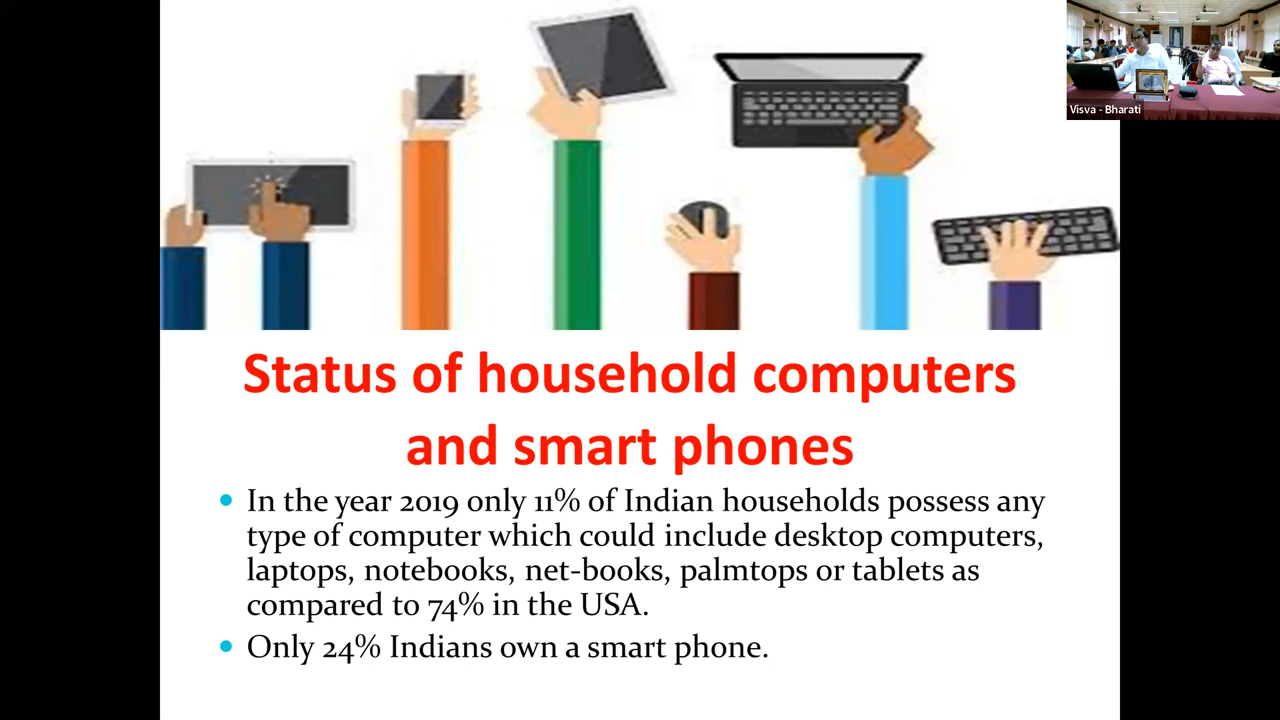 Visva - Bharati
Status of household computers
and smart phones
• In the year 2019 only 11% of Indian households possess any
type of computer which could include desktop computers,
laptops, notebooks, net-books, palmtops or tablets as
compared to 74% in the USA.
• Only 24% Indians own a smart phone.